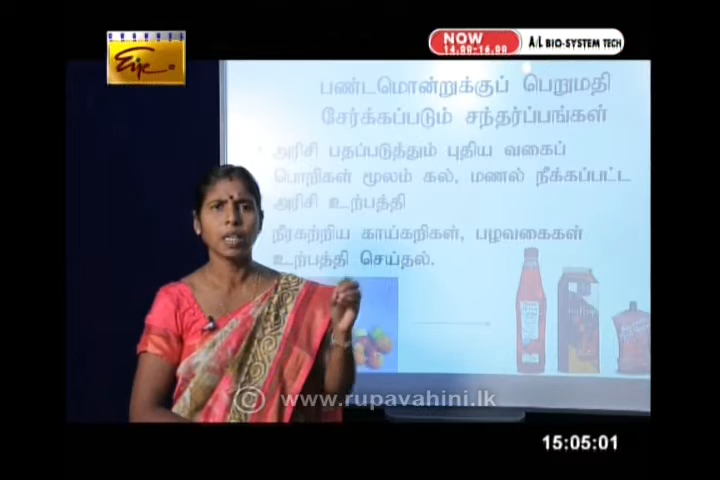 CHANNEL
Eye
NOW
14.00-16.00
A/L BIO-SYSTEM TECH
பண்டமொன்றுக்குப் பெறுமதி
சேர்க்கப்படும் சந்தர்ப்பங்கள்
• அரிசி பதப்படுத்தும் புதிய வகைப்
பொறிகள் மூலம் கல், மணல் நீக்கப்பட்ட
அரிசி உற்பத்தி
நீரகற்றிய காய்கறிகள், பழவகைகள்
உற்பத்தி செய்தல்.
© www.rupavahini.lk
15:05:01